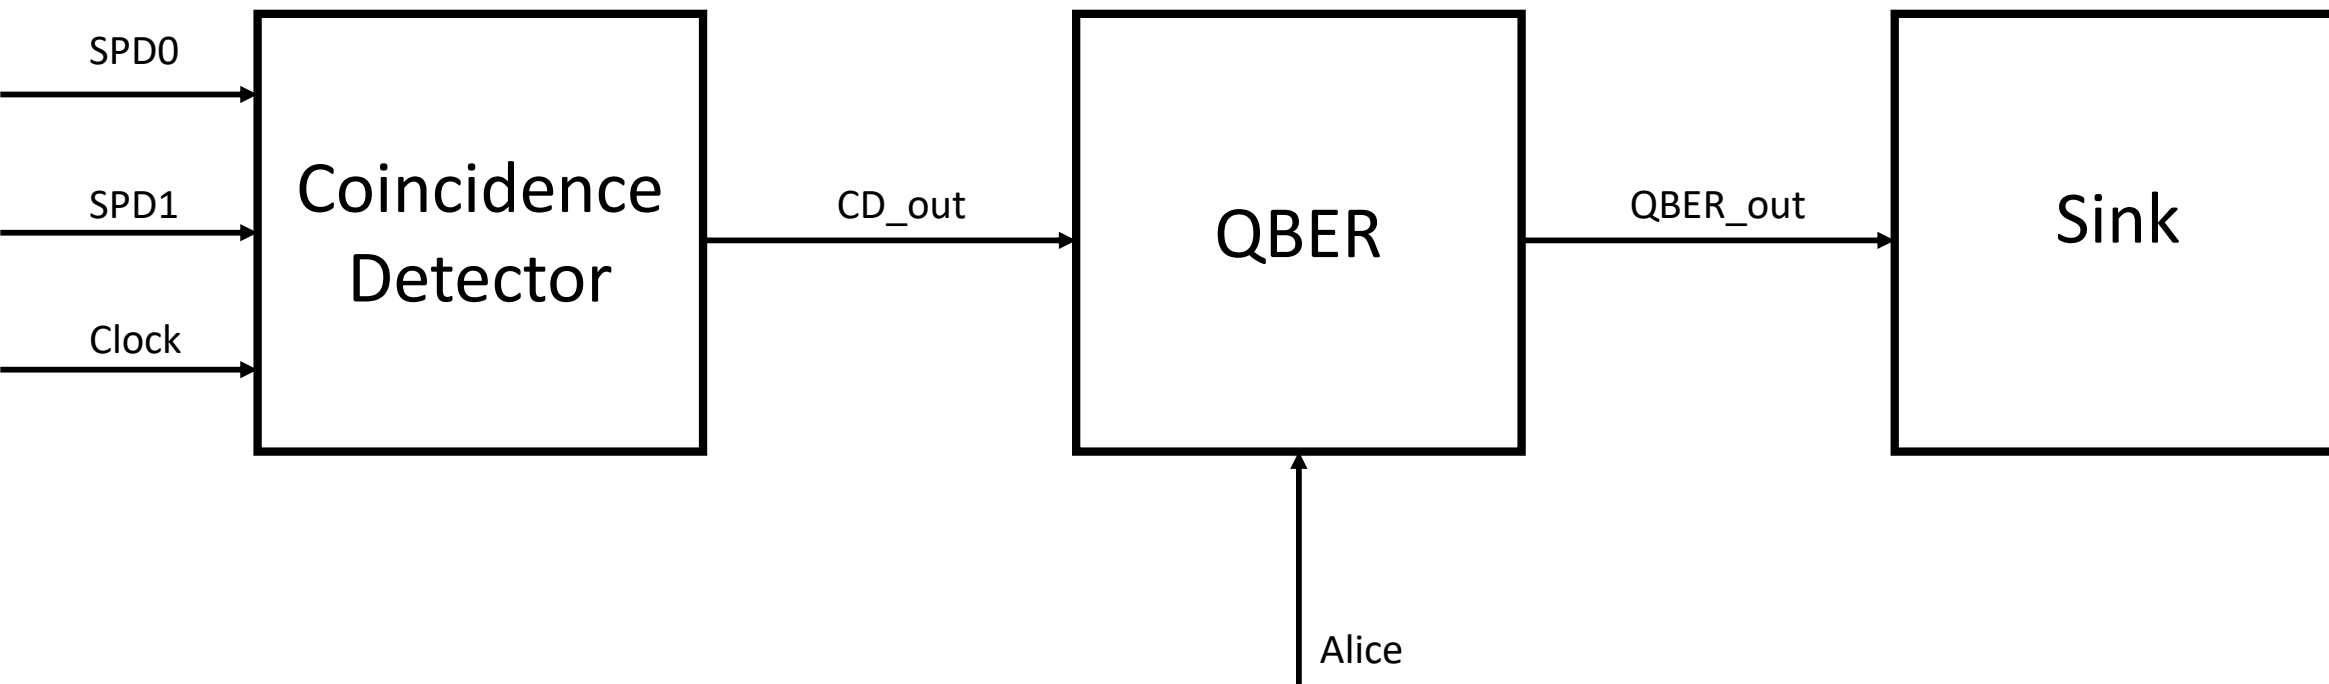 SPD0
SPD1
Clock
Coincidence
Detector
CD_out
QBER
QBER_out
Sink
Alice